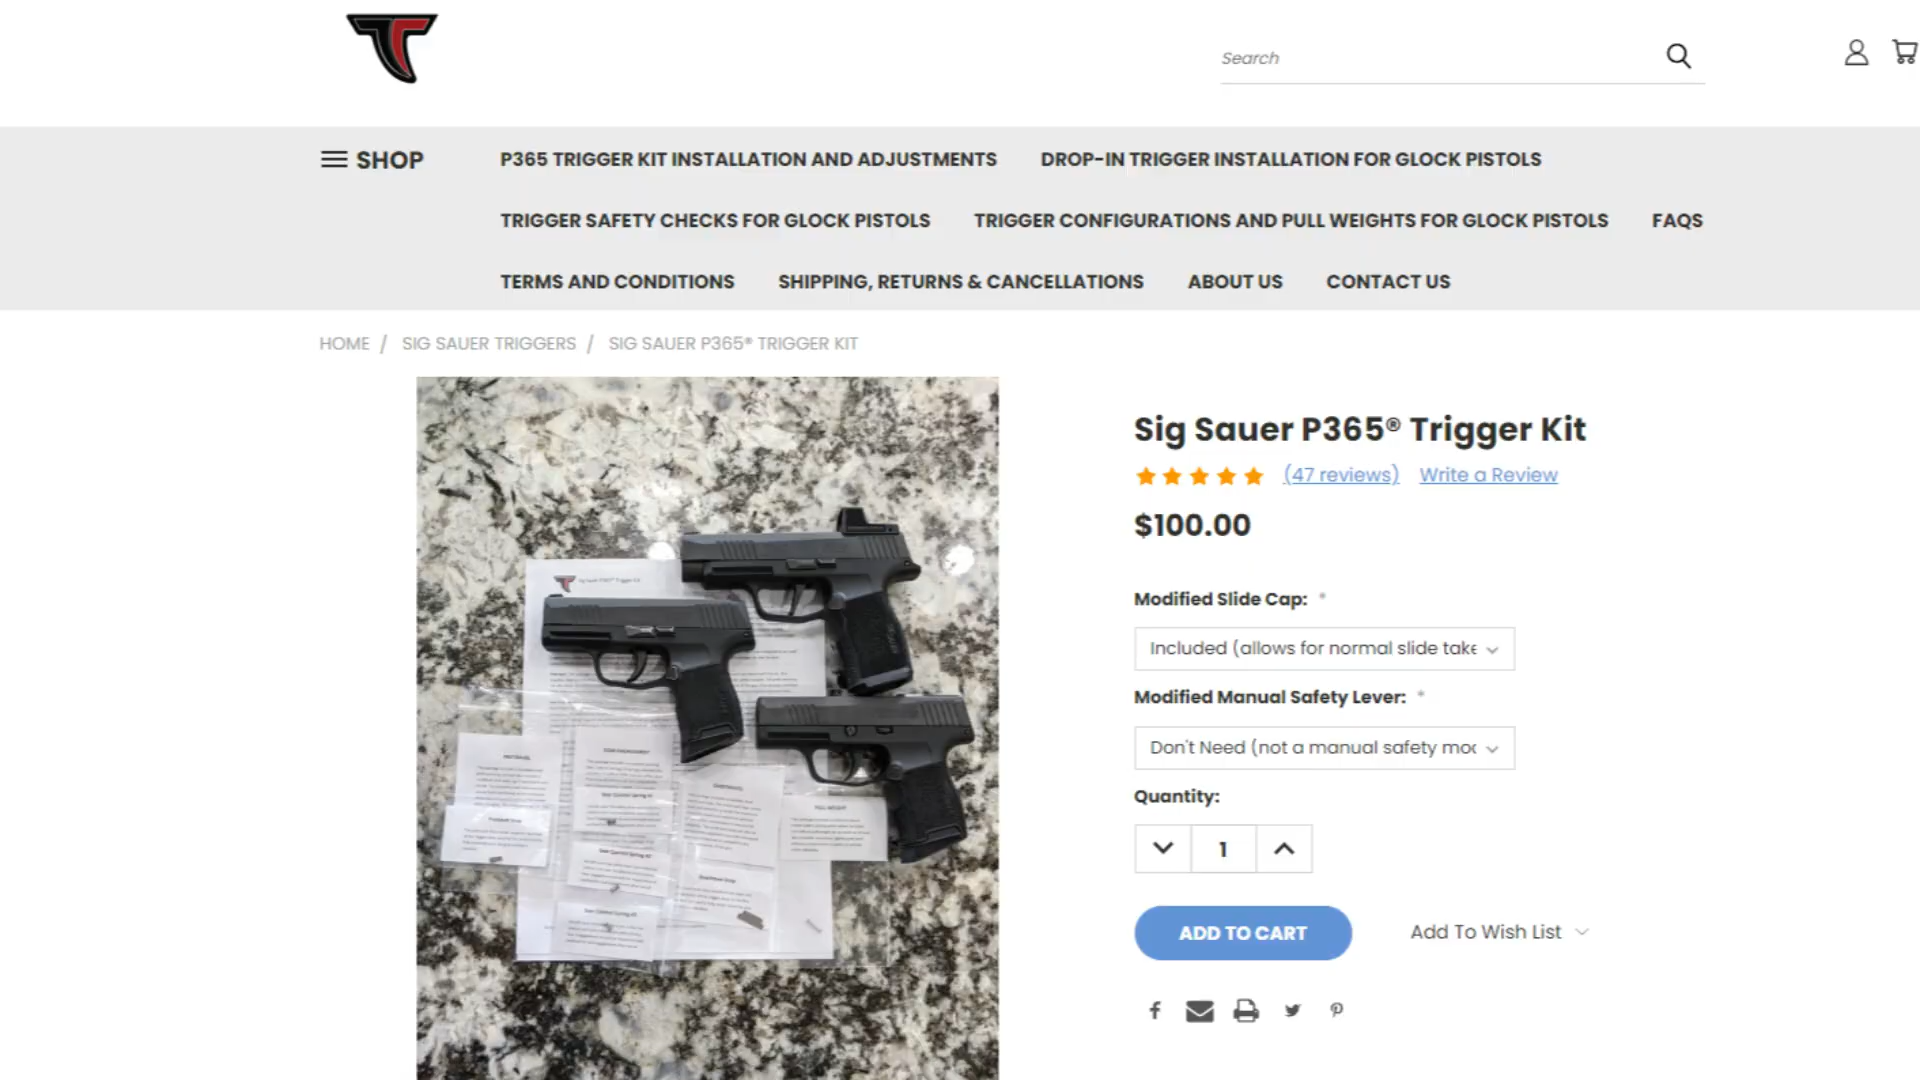 Search
SHOP
P365 TRIGGER KIT INSTALLATION AND ADJUSTMENTS
DROP-IN TRIGGER INSTALLATION FOR GLOCK PISTOLS
TRIGGER SAFETY CHECKS FOR GLOCK PISTOLS
TRIGGER CONFIGURATIONS AND PULL WEIGHTS FOR GLOCK PISTOLS
FAQS
TERMS AND CONDITIONS
SHIPPING, RETURNS & CANCELLATIONS
ABOUT US
CONTACT US
HOME / SIG SAUER TRIGGERS / SIG SAUER P365® TRIGGER KIT
Sig Sauer P365® Trigger Kit
(47 reviews) Write a Review
$100.00
Modified Slide Cap: *
Included (allows for normal slide take
Modified Manual Safety Lever: *
Don't Need (not a manual safety mod
Quantity:
1
ADD TO CART
Add To Wish List